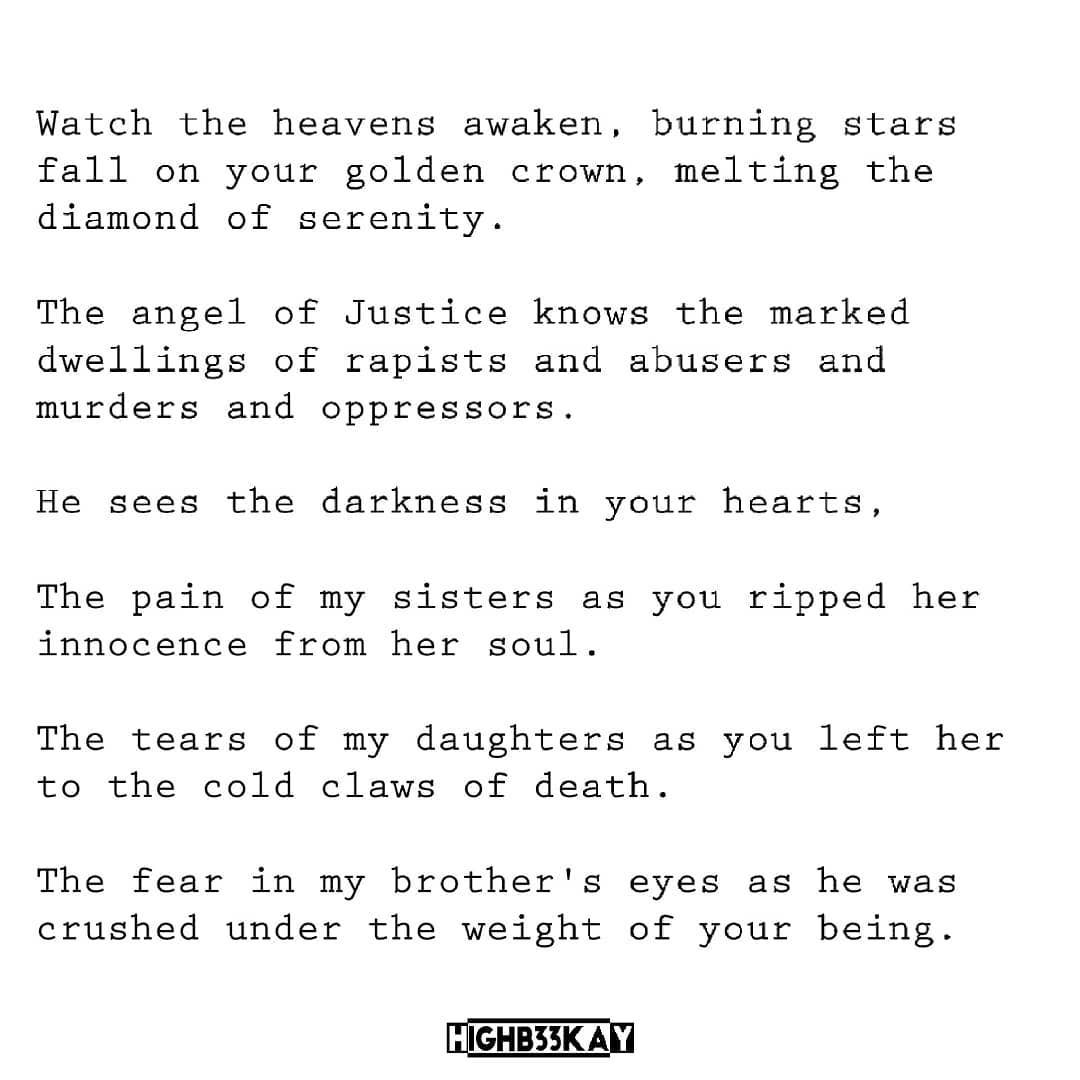 Watch the heavens awaken, burning stars
fall on your golden crown, melting the
diamond of serenity.
The angel of Justice knows the marked
dwellings of rapists and abusers and
murders and oppressors.
He sees the darkness in your hearts,
The pain of my sisters as you ripped her
innocence from her soul.
The tears of my daughters as you left her
to the cold claws of death.
The fear in my brother's eyes as he was
crushed under the weight of your being.
HIGHB33KAY